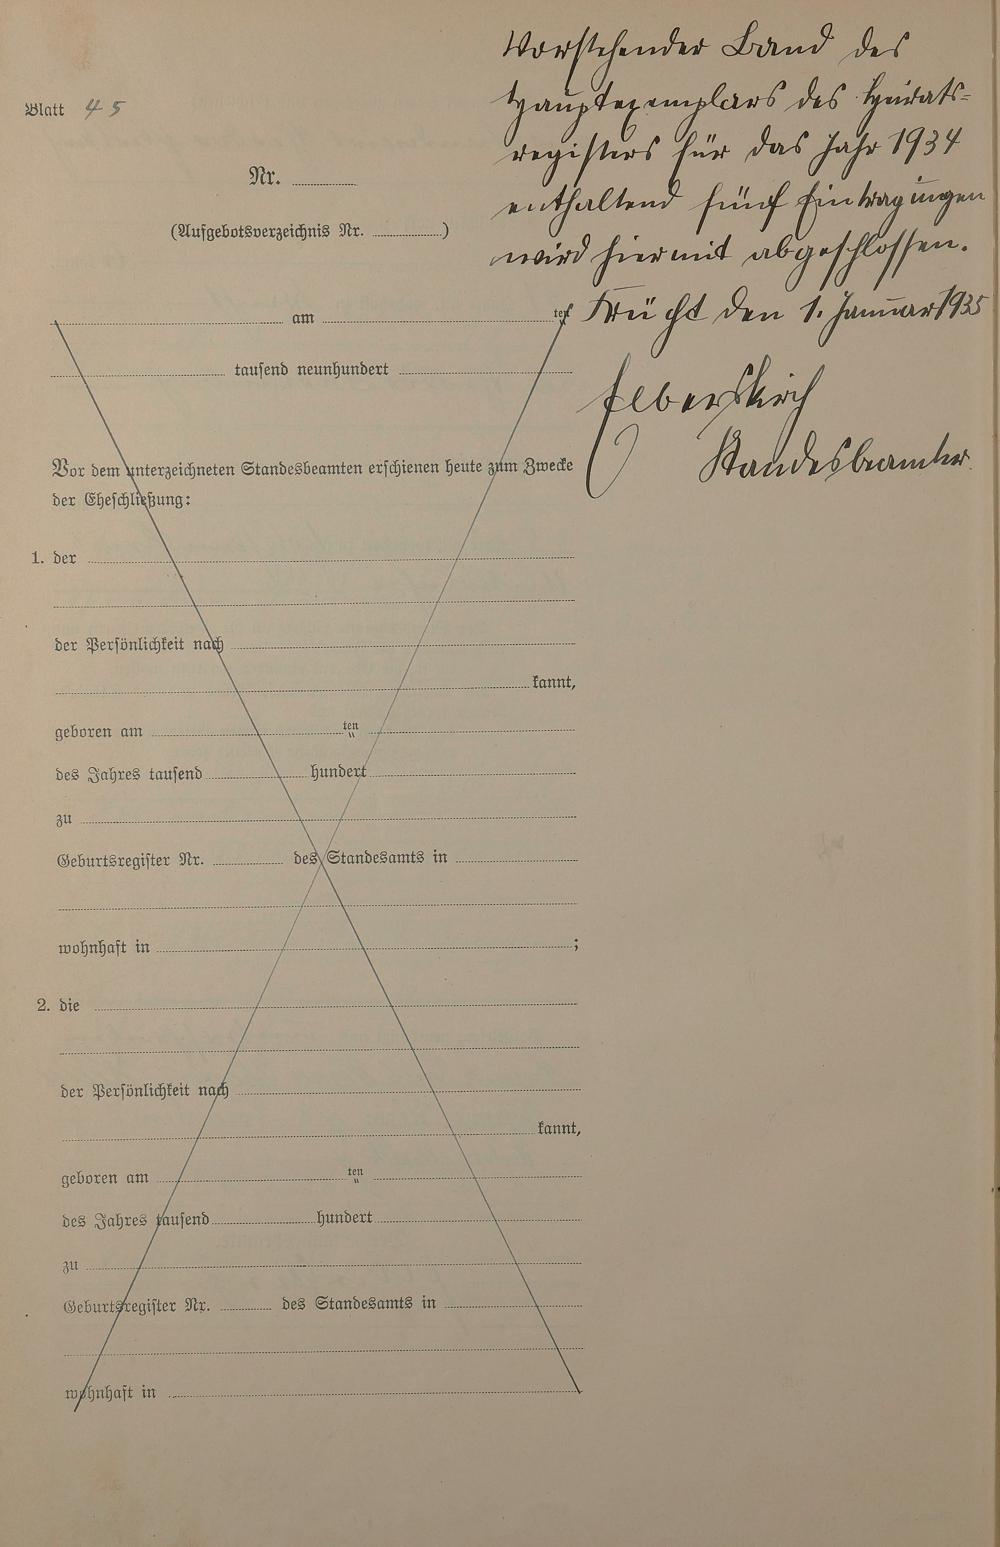 Vorstehender Band des
Hauptexemplars des Heirats-
registers für das Jahr 1934
enthaltend fünf Eintragungen
wird hiermit abgeschlossen.
Frücht den 1. Januar 1935
Elberskirch
Standesbeamter.
Blatt 45
Nr.
(Aufgebotsverzeichnis Nr. )
am ten
tausend neunhundert
Vor dem unterzeichneten Standesbeamten erschienen heute zum Zwecke
der Eheschließung:
1. der
der Persönlichkeit nach
kannt,
geboren am ten
des Jahres tausend hundert
zu
Geburtsregister Nr. des Standesamts in
wohnhaft in ;
2. die
der Persönlichkeit nach
kannt,
geboren am ten
des Jahres tausend hundert
zu
Geburtsregister Nr. des Standesamts in
wohnhaft in